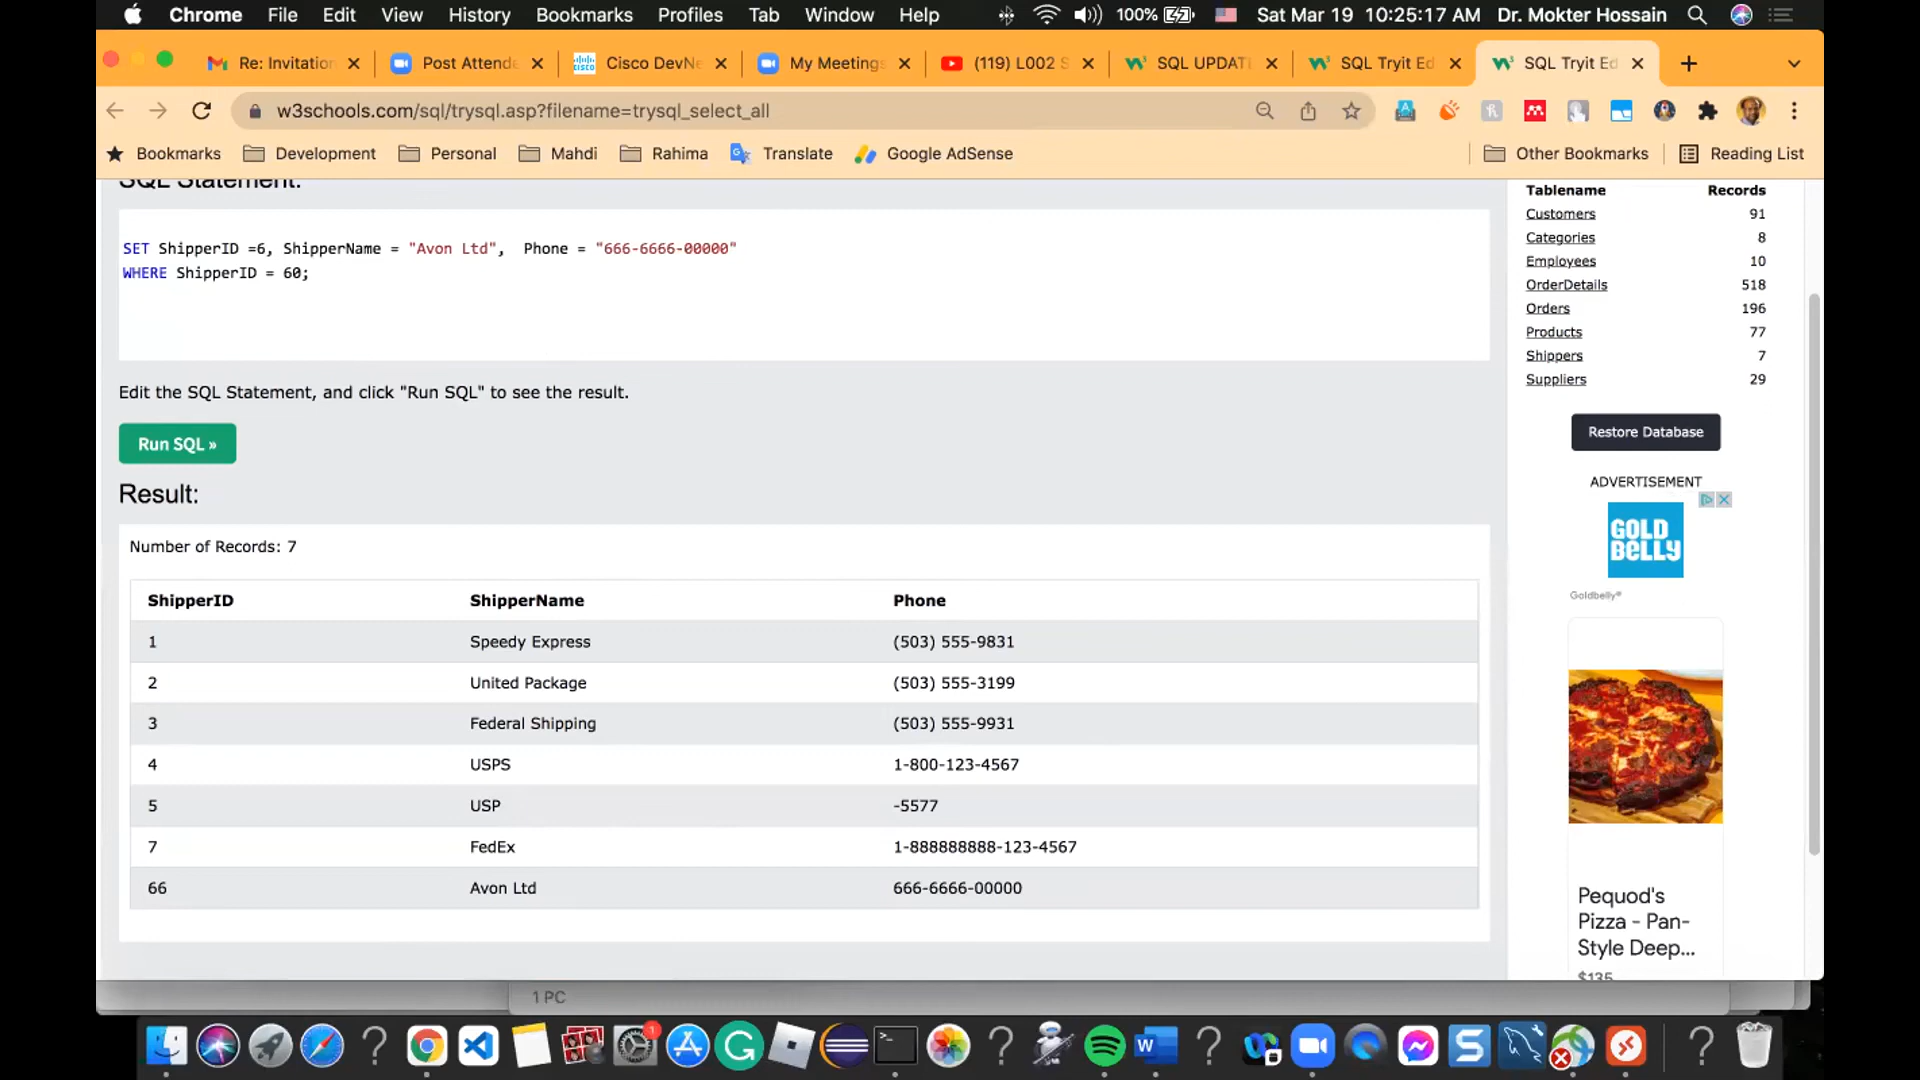 Chrome File Edit View History Bookmarks Profiles Tab Window Help 100% Sat Mar 19 10:25:17 AM Dr. Mokter Hossain
Re: Invitation Post Attende Cisco DevNe My Meetings (119) L002 S SQL UPDAT SQL Tryit Ed SQL Tryit Ed
w3schools.com/sql/trysql.asp?filename=trysql_select_all
Bookmarks Development Personal Mahdi Rahima Translate Google AdSense Other Bookmarks Reading List
SQL Statement:
SET ShipperID =6, ShipperName = "Avon Ltd", Phone = "666-6666-00000"
WHERE ShipperID = 60;
Edit the SQL Statement, and click "Run SQL" to see the result.
Run SQL »
Result:
Number of Records: 7
ShipperID ShipperName Phone
1 Speedy Express (503) 555-9831
2 United Package (503) 555-3199
3 Federal Shipping (503) 555-9931
4 USPS 1-800-123-4567
5 USP -5577
7 FedEx 1-888888888-123-4567
66 Avon Ltd 666-6666-00000
Tablename Records
Customers 91
Categories 8
Employees 10
OrderDetails 518
Orders 196
Products 77
Shippers 7
Suppliers 29
Restore Database
ADVERTISEMENT
GOLD
BELLY
Goldbelly®
Pequod's
Pizza - Pan-
Style Deep...
$135
1 PC